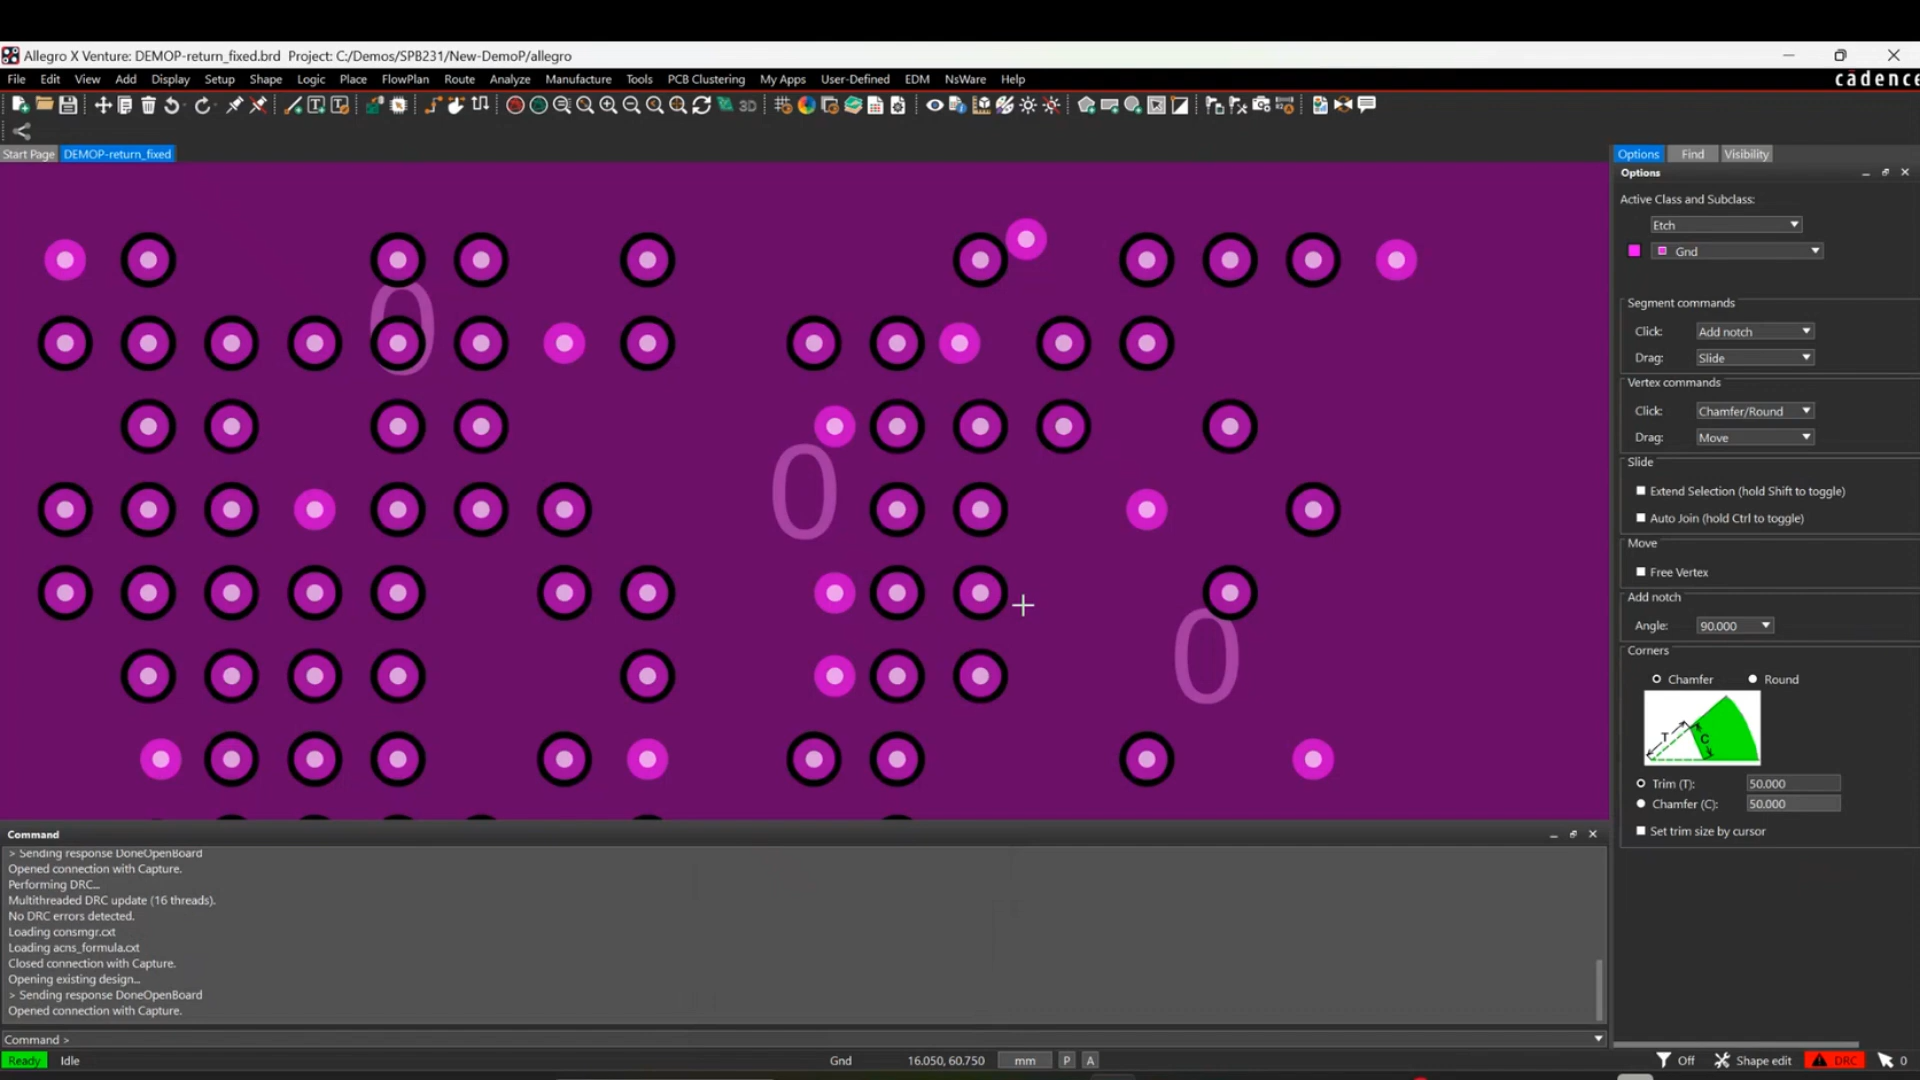 Allegro X Venture: DEMOP-return_fixed.brd Project: C:/Demos/SPB231/New-DemoP/allegro
File Edit View Add Display Setup Shape Logic Place FlowPlan Route Analyze Manufacture Tools PCB Clustering My Apps User-Defined EDM NsWare Help
cādence
3D
Start Page DEMOP-return_fixed
Options Find Visibility
Options
Active Class and Subclass:
Etch
Gnd
Segment commands
Click: Add notch
Drag: Slide
Vertex commands
Click: Chamfer/Round
Drag: Move
Slide
Extend Selection (hold Shift to toggle)
Auto Join (hold Ctrl to toggle)
Move
Free Vertex
Add notch
Angle: 90.000
Corners
Chamfer Round
T C
Trim (T): 50.000
Chamfer (C): 50.000
Set trim size by cursor
0
0
0
Command
> Sending response DoneOpenBoard
Opened connection with Capture.
Performing DRC...
Multithreaded DRC update (16 threads).
No DRC errors detected.
Loading consmgr.cxt
Loading acns_formula.cxt
Closed connection with Capture.
Opening existing design...
> Sending response DoneOpenBoard
Opened connection with Capture.
Command >
Ready Idle Gnd 16.050, 60.750 mm P A Off Shape edit DRC 0